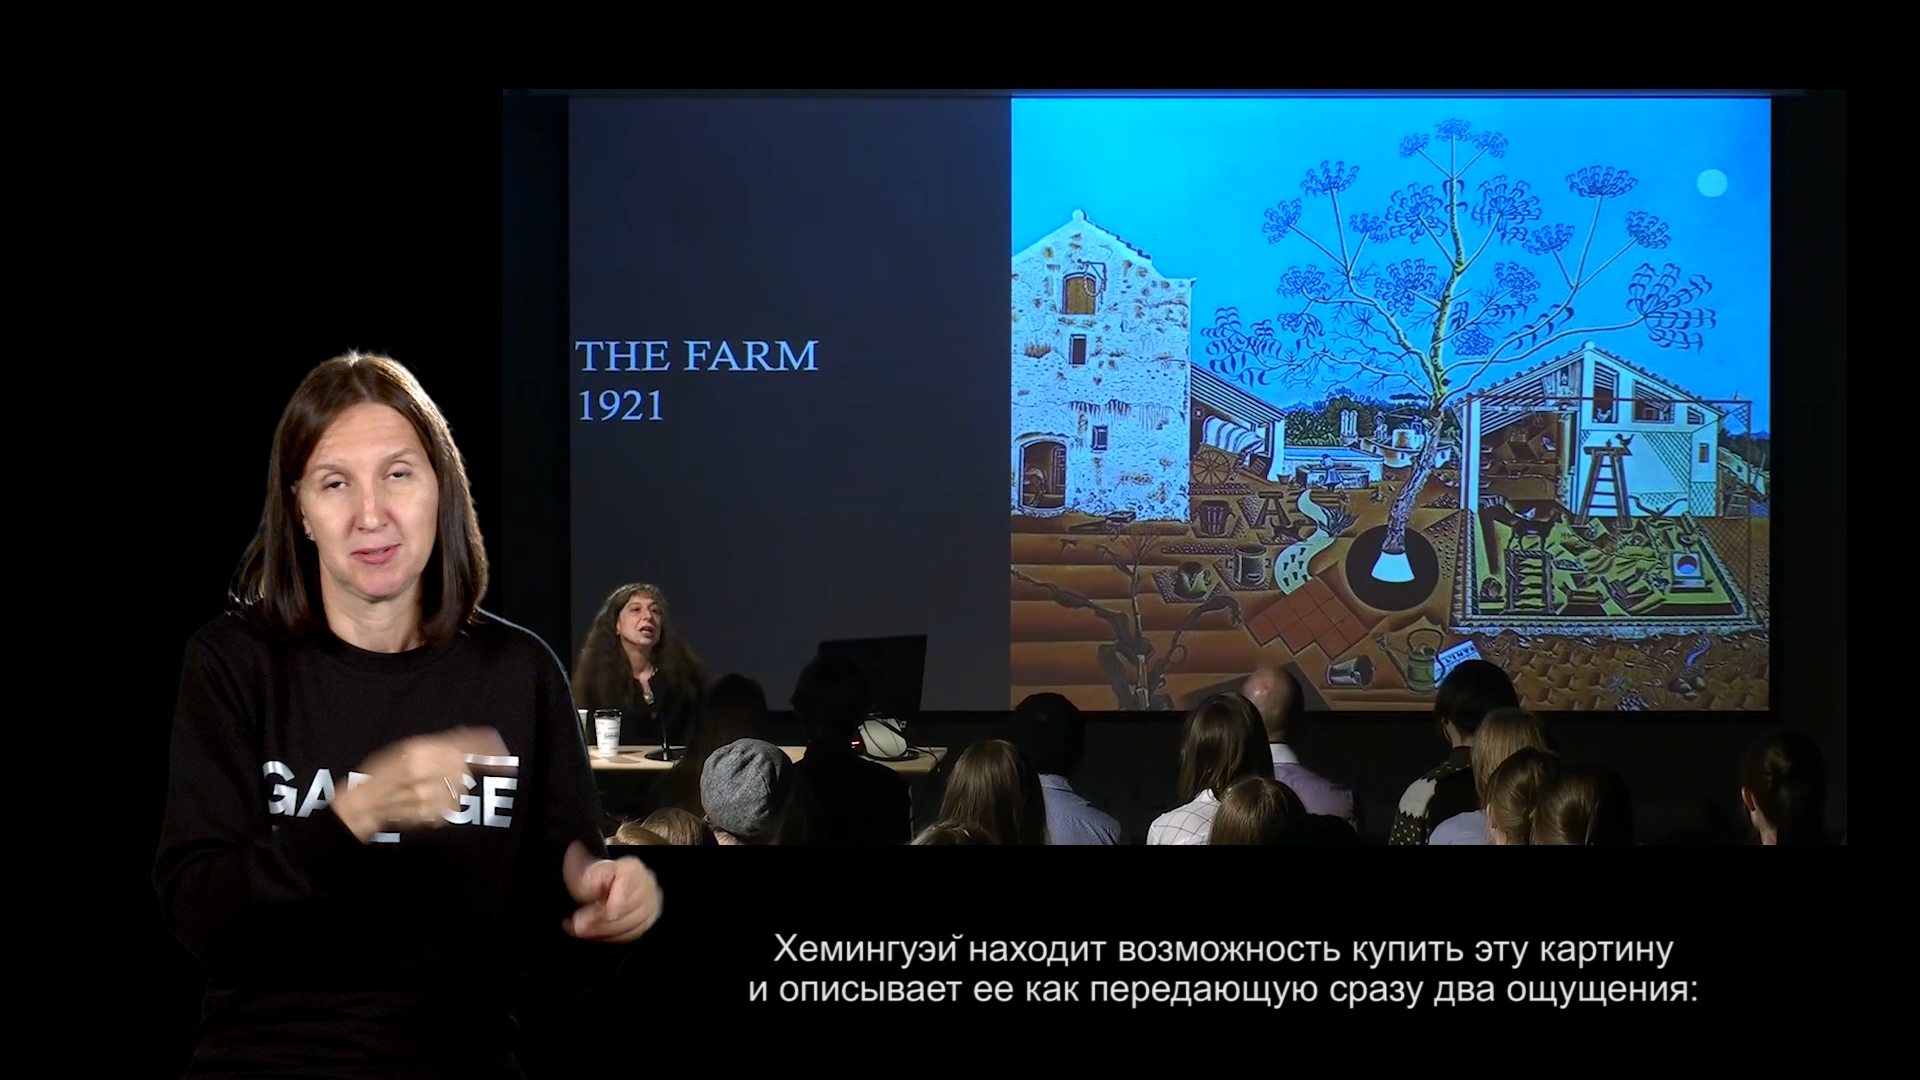 THE FARM
1921
GARAGE
Хемингуэй находит возможность купить эту картину
и описывает ее как передающую сразу два ощущения: